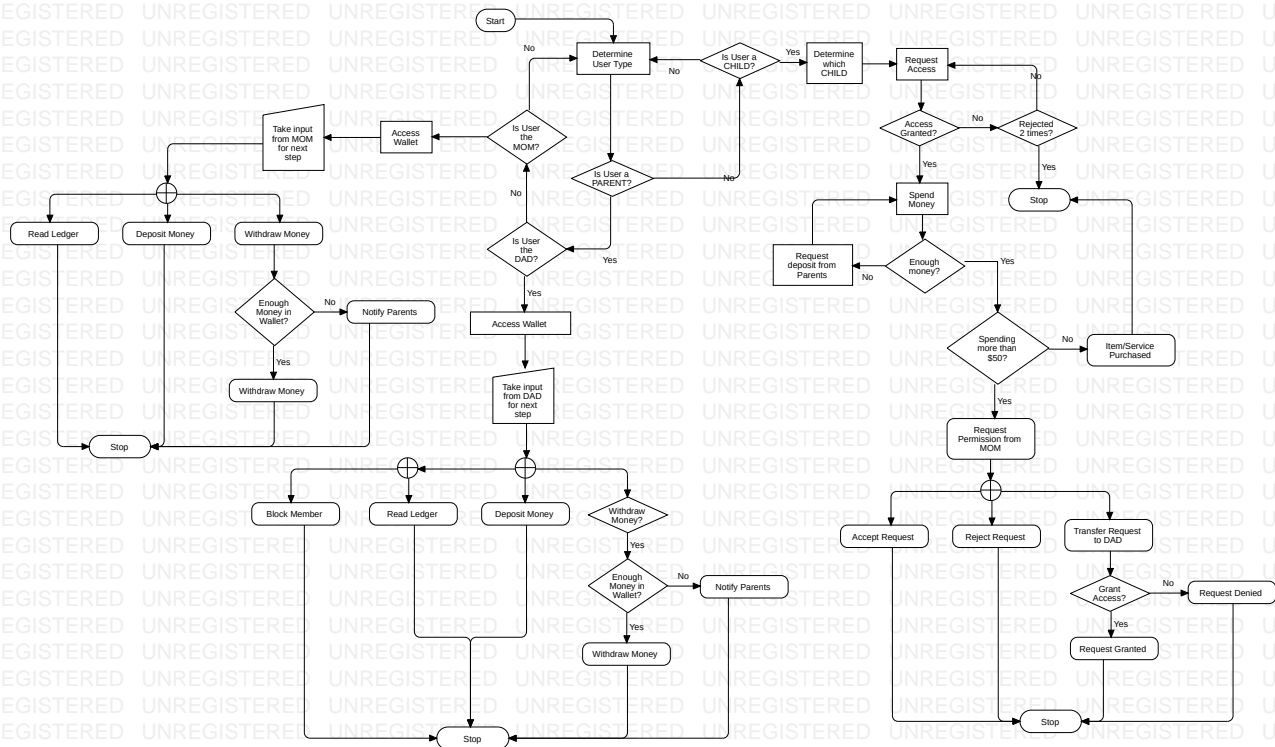 Start
No
Determine
User Type
Is User a
CHILD?
Yes
No
Determine
which
CHILD
Request
Access
No
Take input
from MOM
for next
step
Access
Wallet
Is User
the
MOM?
Access
Granted?
No
Rejected
2 times?
Yes
Yes
Is User a
PARENT?
No
No
Spend
Money
Stop
Read Ledger
Deposit Money
Withdraw Money
Is User
the
DAD?
Yes
Request
deposit from
Parents
No
Enough
money?
Yes
Yes
Enough
Money in
Wallet?
No
Notify Parents
Access Wallet
Spending
more than
$50?
No
Item/Service
Purchased
Yes
Withdraw Money
Take input
from DAD
for next
step
Yes
Stop
Request
Permission from
MOM
Block Member
Read Ledger
Deposit Money
Withdraw
Money?
Yes
Accept Request
Reject Request
Transfer Request
to DAD
Enough
Money in
Wallet?
No
Notify Parents
Grant
Access?
No
Request Denied
Yes
Yes
Withdraw Money
Request Granted
Stop
Stop
UNREGISTERED